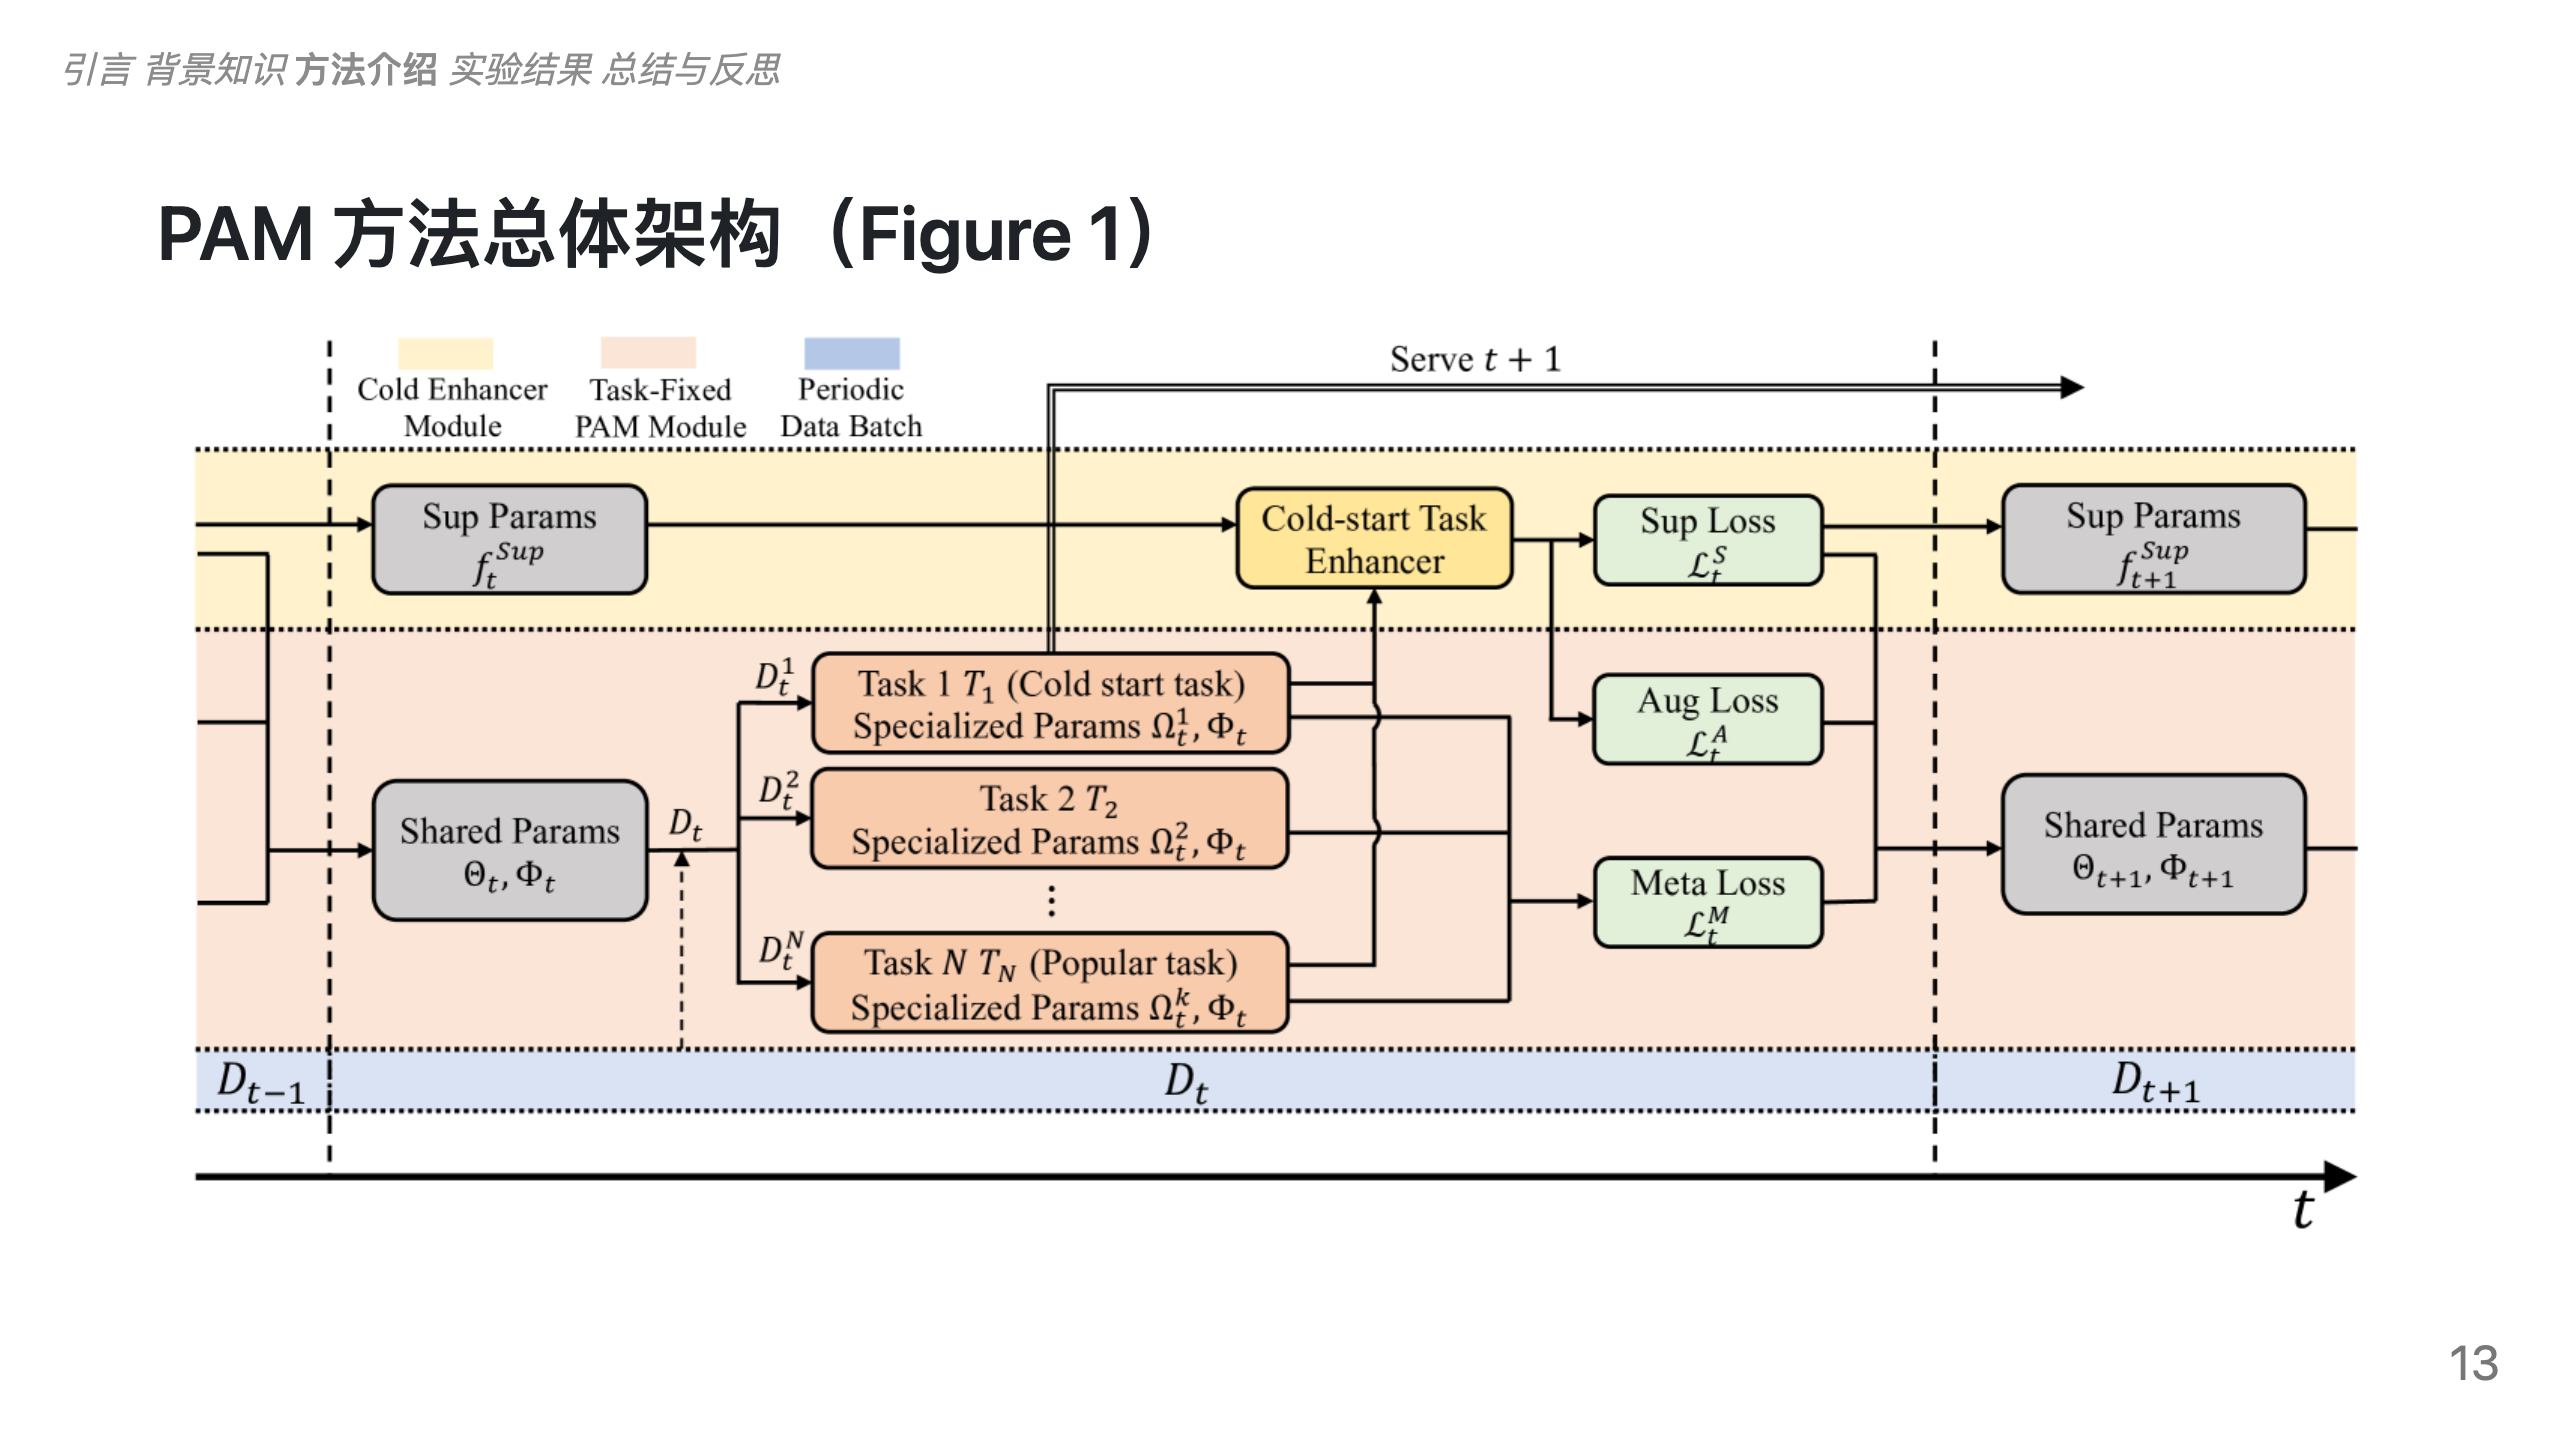 引言 背景知识 方法介绍 实验结果 总结与反思
PAM 方法总体架构（Figure 1）
Cold Enhancer
Module
Task-Fixed
PAM Module
Periodic
Data Batch
Serve t + 1
Sup Params
f_t^{Sup}
Cold-start Task
Enhancer
Sup Loss
ℒ_t^S
Sup Params
f_{t+1}^{Sup}
D_t^1
Task 1 T_1 (Cold start task)
Specialized Params Ω_t^1, Φ_t
Aug Loss
ℒ_t^A
D_t^2
Task 2 T_2
Specialized Params Ω_t^2, Φ_t
Shared Params
Θ_t, Φ_t
D_t
⋮
Meta Loss
ℒ_t^M
Shared Params
Θ_{t+1}, Φ_{t+1}
D_t^N
Task N T_N (Popular task)
Specialized Params Ω_t^k, Φ_t
D_{t−1}
D_t
D_{t+1}
t
13